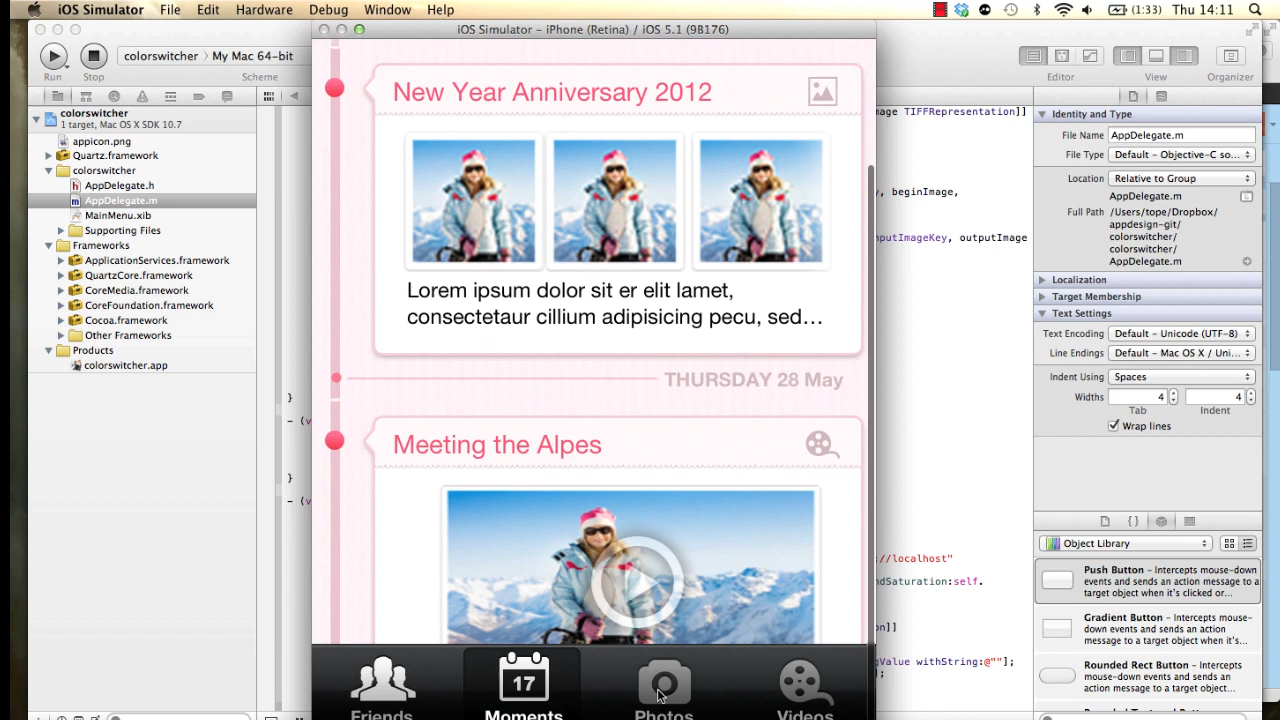 iOS Simulator File Edit Hardware Debug Window Help
(1:33) Thu 14:11
iOS Simulator - iPhone (Retina) / iOS 5.1 (9B176)
Run
Stop
colorswitcher
My Mac 64-bit
Scheme
Editor
View
Organizer
colorswitcher
1 target, Mac OS X SDK 10.7
appicon.png
Quartz.framework
colorswitcher
AppDelegate.h
AppDelegate.m
MainMenu.xib
Supporting Files
Frameworks
ApplicationServices.framework
QuartzCore.framework
CoreMedia.framework
CoreFoundation.framework
Cocoa.framework
Other Frameworks
Products
colorswitcher.app
}
- (v
}
- (v
New Year Anniversary 2012
Lorem ipsum dolor sit er elit lamet,
consectetaur cillium adipisicing pecu, sed...
THURSDAY 28 May
Meeting the Alpes
17
Friends
Moments
Photos
Videos
image TIFFRepresentation]]
y, beginImage,
nputImageKey, outputImage
://localhost"
ndSaturation:self.
on]]
gValue withString:@""];
];
Identity and Type
File Name AppDelegate.m
File Type Default - Objective-C so...
Location Relative to Group
AppDelegate.m
Full Path /Users/tope/Dropbox/
appdesign-git/
colorswitcher/
colorswitcher/
AppDelegate.m
Localization
Target Membership
Text Settings
Text Encoding Default - Unicode (UTF-8)
Line Endings Default - Mac OS X / Uni...
Indent Using Spaces
Widths 4 4
Tab Indent
Wrap lines
{ }
Object Library
Push Button - Intercepts mouse-down
events and sends an action message to a
target object when it's clicked or...
Gradient Button - Intercepts mouse-
down events and sends an action
message to a target object when it's...
Rounded Rect Button - Intercepts
mouse-down events and sends an
action message to a target object...